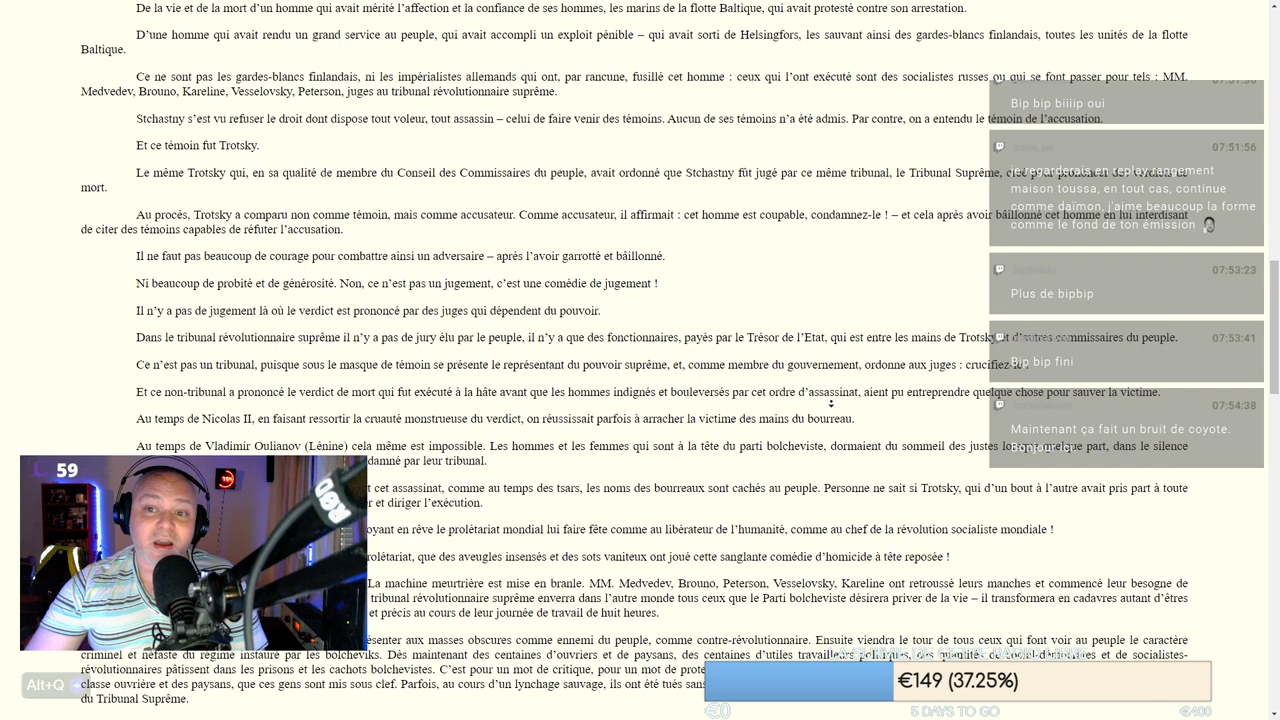 De la vie et de la mort d’un homme qui avait mérité l’affection et la confiance de ses hommes, les marins de la flotte Baltique, qui avait protesté contre son arrestation.
D’une homme qui avait rendu un grand service au peuple, qui avait accompli un exploit pénible – qui avait sorti de Helsingfors, les sauvant ainsi des gardes-blancs finlandais, toutes les unités de la flotte
Baltique.
Ce ne sont pas les gardes-blancs finlandais, ni les impérialistes allemands qui ont, par rancune, fusillé cet homme : ceux qui l’ont exécuté sont des socialistes russes ou qui se font passer pour tels : MM.
Medvedev, Brouno, Kareline, Vesselovsky, Peterson, juges au tribunal révolutionnaire suprême.
Stchastny s’est vu refuser le droit dont dispose tout voleur, tout assassin – celui de faire venir des témoins. Aucun de ses témoins n’a été admis. Par contre, on a entendu le témoin de l’accusation.
Et ce témoin fut Trotsky.
Le même Trotsky qui, en sa qualité de membre du Conseil des Commissaires du peuple, avait ordonné que Stchastny fût jugé par ce même tribunal, le Tribunal Suprême,
mort.
Au procès, Trotsky a comparu non comme témoin, mais comme accusateur. Comme accusateur, il affirmait : cet homme est coupable, condamnez-le ! – et cela après avoir bâillonné cet homme en lui interdisant
de citer des témoins capables de réfuter l’accusation.
Il ne faut pas beaucoup de courage pour combattre ainsi un adversaire – après l’avoir garrotté et bâillonné.
Ni beaucoup de probité et de générosité. Non, ce n’est pas un jugement, c’est une comédie de jugement !
Il n’y a pas de jugement là où le verdict est prononcé par des juges qui dépendent du pouvoir.
Dans le tribunal révolutionnaire suprême il n’y a pas de jury élu par le peuple, il n’y a que des fonctionnaires, payés par le Trésor de l’Etat, qui est entre les mains de Trotsky et d’autres commissaires du peuple.
Ce n’est pas un tribunal, puisque sous le masque de témoin se présente le représentant du pouvoir suprême, et, comme membre du gouvernement, ordonne aux juges :
Et ce non-tribunal a prononcé le verdict de mort qui fut exécuté à la hâte avant que les hommes indignés et bouleversés par cet ordre d’assassinat, aient pu entreprendre quelque chose pour sauver la victime.
Au temps de Nicolas II, en faisant ressortir la cruauté monstrueuse du verdict, on réussissait parfois à arracher la victime des mains du bourreau.
Au temps de Vladimir Oulianov (Lénine) cela même est impossible. Les hommes et les femmes qui sont à la tête du parti bolcheviste, dormaient du sommeil des justes lorsque quelque part, dans le silence
damné par leur tribunal.
t cet assassinat, comme au temps des tsars, les noms des bourreaux sont cachés au peuple. Personne ne sait si Trotsky, qui d’un bout à l’autre avait pris part à toute
r et diriger l’exécution.
oyant en rêve le prolétariat mondial lui faire fête comme au libérateur de l’humanité, comme au chef de la révolution socialiste mondiale !
rolétariat, que des aveugles insensés et des sots vaniteux ont joué cette sanglante comédie d’homicide à tête reposée !
La machine meurtrière est mise en branle. MM. Medvedev, Brouno, Peterson, Vesselovsky, Kareline ont retroussé leurs manches et commencé leur besogne de
tribunal révolutionnaire suprême enverra dans l’autre monde tous ceux que le Parti bolcheviste désirera priver de la vie – il transformera en cadavres autant d’êtres
et précis au cours de leur journée de travail de huit heures.
ésenter aux masses obscures comme ennemi du peuple, comme contre-révolutionnaire. Ensuite viendra le tour de tous ceux qui font voir au peuple le caractère
criminel et néfaste du régime instauré par les bolcheviks. Dès maintenant des centaines d’ouvriers et de paysans, des centaines d’utiles travailleurs
révolutionnaires pâtissent dans les prisons et les cachots bolchevistes. C’est pour un mot de critique, pour un mot de prote
classe ouvrière et des paysans, que ces gens sont mis sous clef. Parfois, au cours d’un lynchage sauvage, ils ont été tués sans
du Tribunal Suprême.
Bip bip biiiip oui
07:51:56
je regarderais en replay rangement
maison toussa, en tout cas, continue
comme daïmon, j'aime beaucoup la forme
comme le fond de ton émission
07:53:23
Plus de bipbip
07:53:41
Bip bip fini
07:54:38
Maintenant ça fait un bruit de coyote.
59
Alt+Q
€149 (37.25%)
€0
5 DAYS TO GO
€400